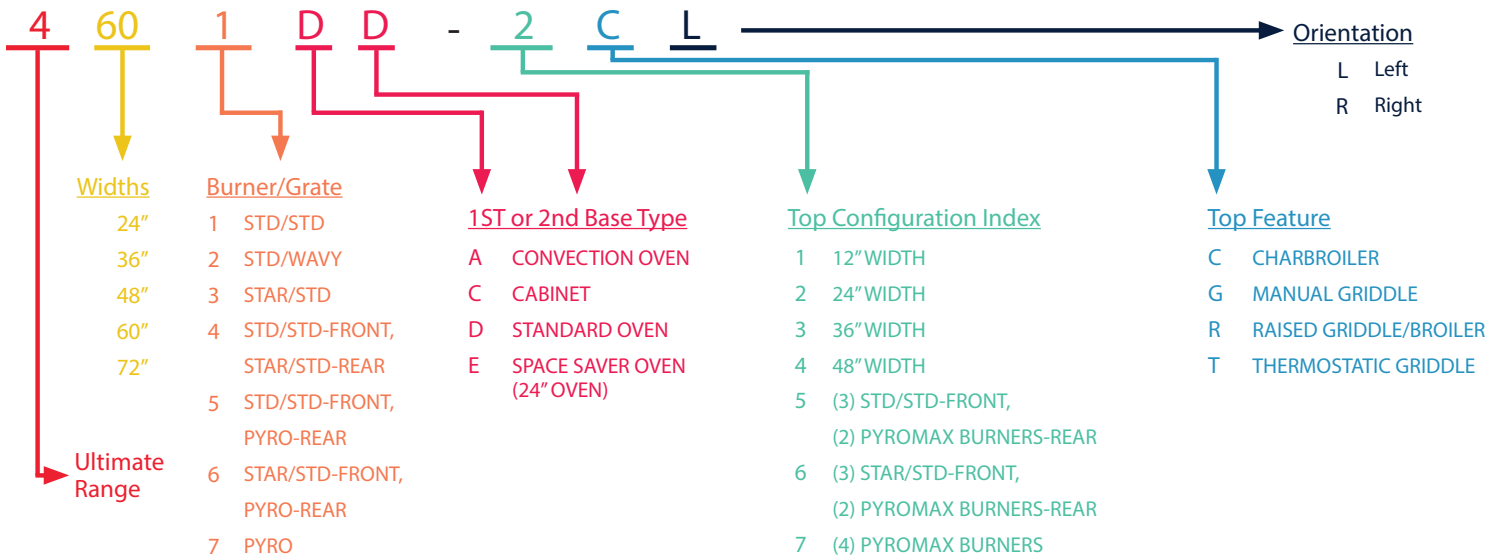 4 60 1 D D - 2 C L
Orientation
L Left
R Right
Widths
24”
36”
48”
60”
72”
Ultimate
Range
Burner/Grate
1 STD/STD
2 STD/WAVY
3 STAR/STD
4 STD/STD-FRONT,
STAR/STD-REAR
5 STD/STD-FRONT,
PYRO-REAR
6 STAR/STD-FRONT,
PYRO-REAR
7 PYRO
1ST or 2nd Base Type
A CONVECTION OVEN
C CABINET
D STANDARD OVEN
E SPACE SAVER OVEN
(24” OVEN)
Top Configuration Index
1 12” WIDTH
2 24” WIDTH
3 36” WIDTH
4 48” WIDTH
5 (3) STD/STD-FRONT,
(2) PYROMAX BURNERS-REAR
6 (3) STAR/STD-FRONT,
(2) PYROMAX BURNERS-REAR
7 (4) PYROMAX BURNERS
Top Feature
C CHARBROILER
G MANUAL GRIDDLE
R RAISED GRIDDLE/BROILER
T THERMOSTATIC GRIDDLE